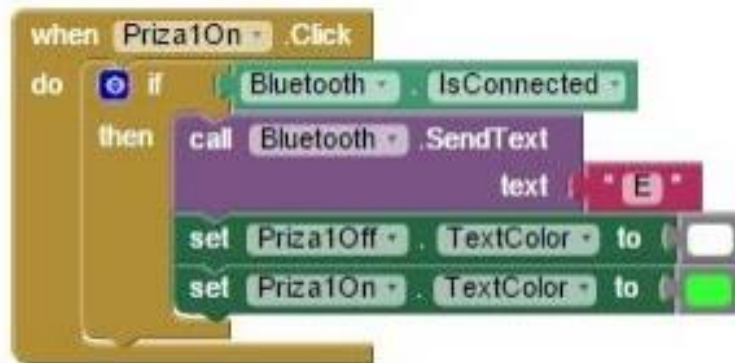 when Priza1On .Click
do if Bluetooth . IsConnected
then call Bluetooth .SendText
text " E "
set Priza1Off . TextColor to
set Priza1On . TextColor to